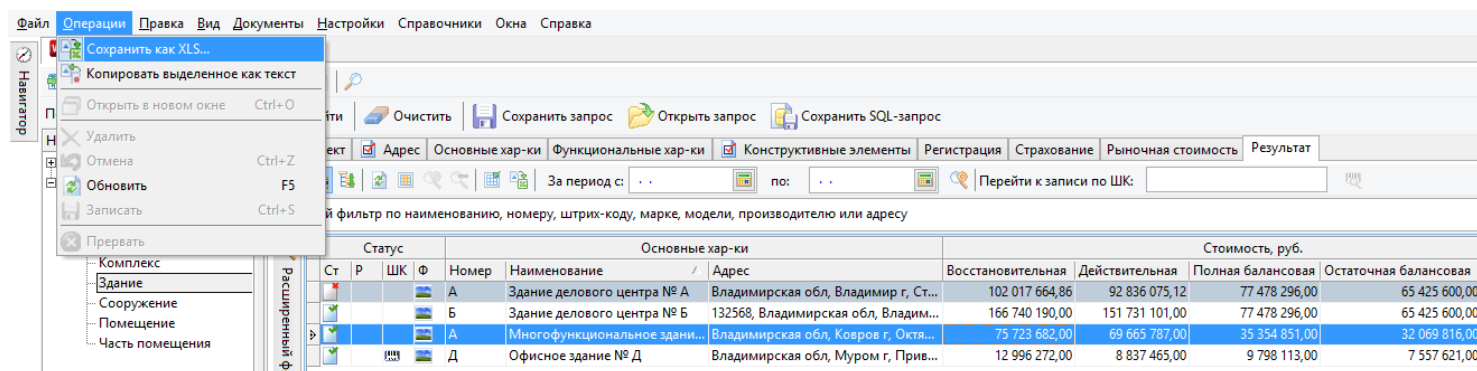 Файл Операции Правка Вид Документы Настройки Справочники Окна Справка
Сохранить как XLS...
Копировать выделенное как текст
Открыть в новом окне Ctrl+O
Удалить
Отмена Ctrl+Z
Обновить F5
Записать Ctrl+S
Прервать
Навигатор
Очистить Сохранить запрос Открыть запрос Сохранить SQL-запрос
Адрес Основные хар-ки Функциональные хар-ки Конструктивные элементы Регистрация Страхование Рыночная стоимость Результат
За период с: . . по: . . Перейти к записи по ШК:
фильтр по наименованию, номеру, штрих-коду, марке, модели, производителю или адресу
Комплекс
Здание
Сооружение
Помещение
Часть помещения
Расширенный ф
Статус Основные хар-ки Стоимость, руб.
Ст Р ШК Ф Номер Наименование Адрес Восстановительная Действительная Полная балансовая Остаточная балансовая
А Здание делового центра № А Владимирская обл, Владимир г, Ст... 102 017 664,86 92 836 075,12 77 478 296,00 65 425 600,00
Б Здание делового центра № Б 132568, Владимирская обл, Владим... 166 740 190,00 151 731 101,00 77 478 296,00 65 425 600,00
А Многофункциональное здани... Владимирская обл, Ковров г, Октя... 75 723 682,00 69 665 787,00 35 354 851,00 32 069 816,00
Д Офисное здание № Д Владимирская обл, Муром г, Прив... 12 996 272,00 8 837 465,00 9 798 113,00 7 557 621,00